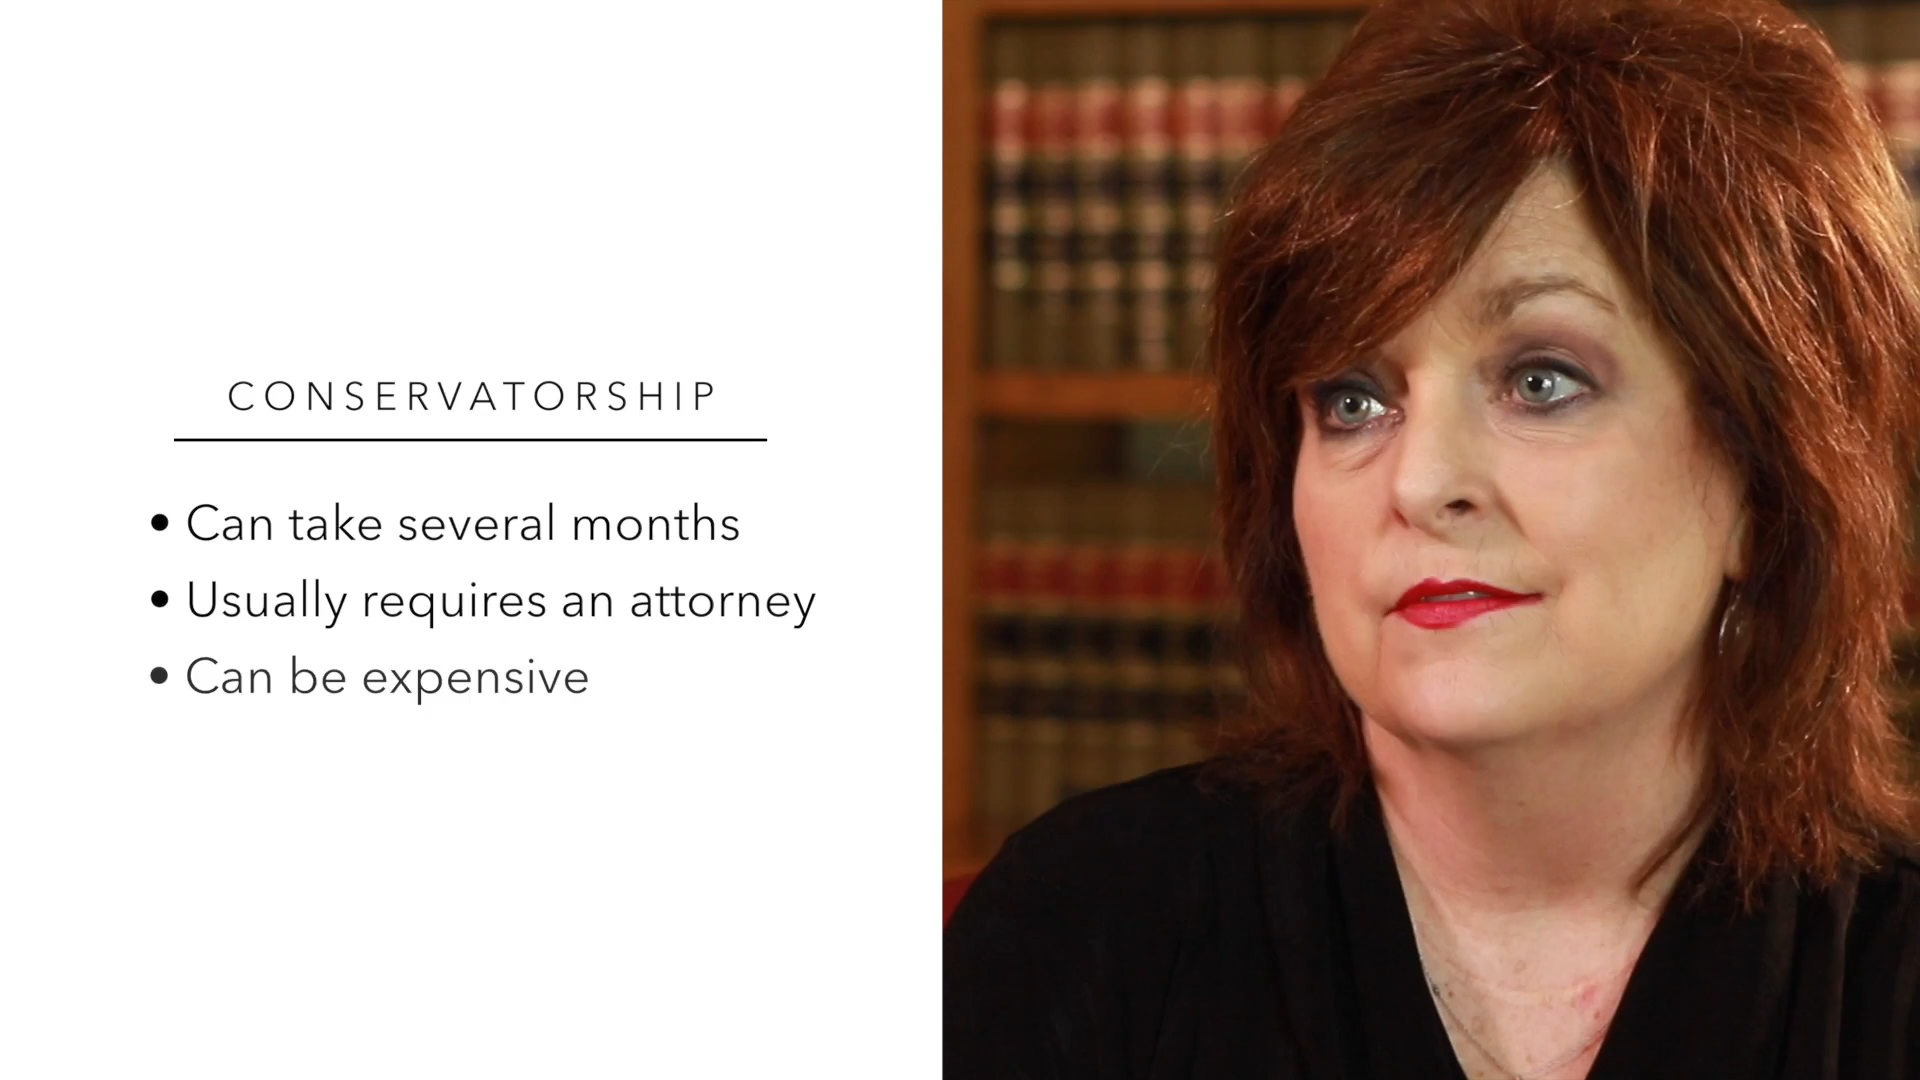 CONSERVATORSHIP
• Can take several months
• Usually requires an attorney
• Can be expensive